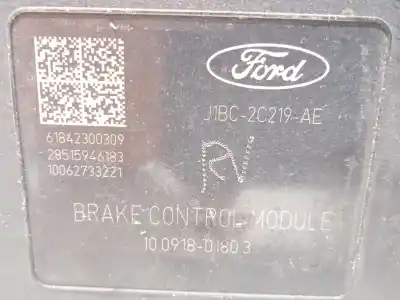 Ford
J1BC-2C219-AE
61842300309
28515946183
10062733221
BRAKE CONTROL MODULE
10.0918-0180.3